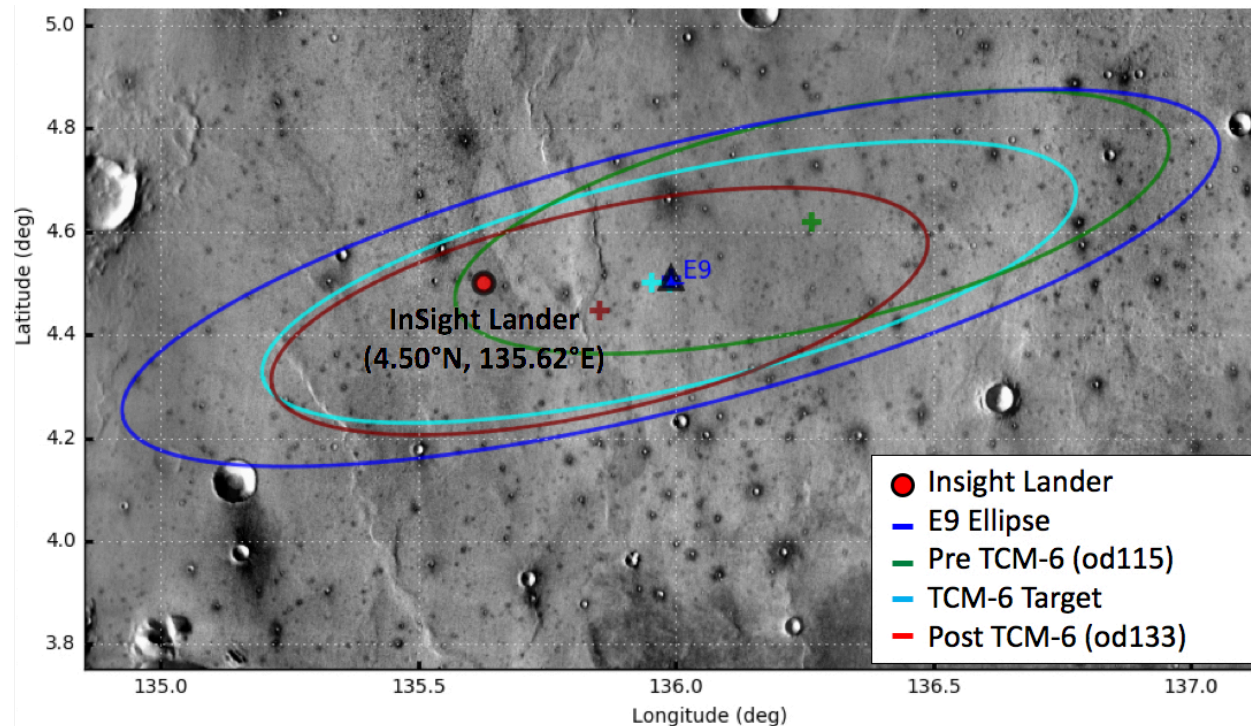 5.0
4.8
4.6
4.4
4.2
4.0
3.8
Latitude (deg)
E9
InSight Lander
(4.50°N, 135.62°E)
Insight Lander
E9 Ellipse
Pre TCM-6 (od115)
TCM-6 Target
Post TCM-6 (od133)
135.0
135.5
136.0
136.5
137.0
Longitude (deg)